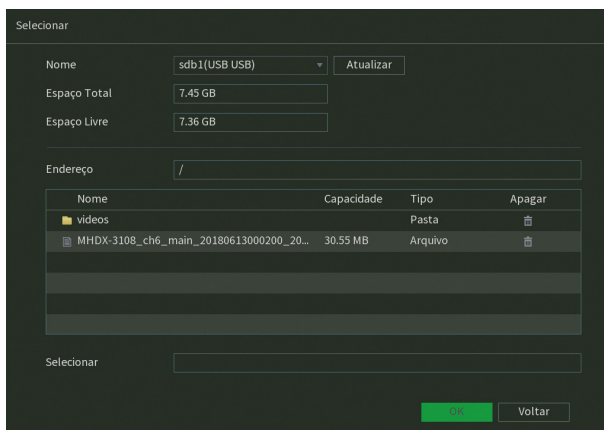 Selecionar
Nome sdb1(USB USB) Atualizar
Espaço Total 7.45 GB
Espaço Livre 7.36 GB
Endereço /
Nome Capacidade Tipo Apagar
videos Pasta
MHDX-3108_ch6_main_20180613000200_20... 30.55 MB Arquivo
Selecionar
OK Voltar